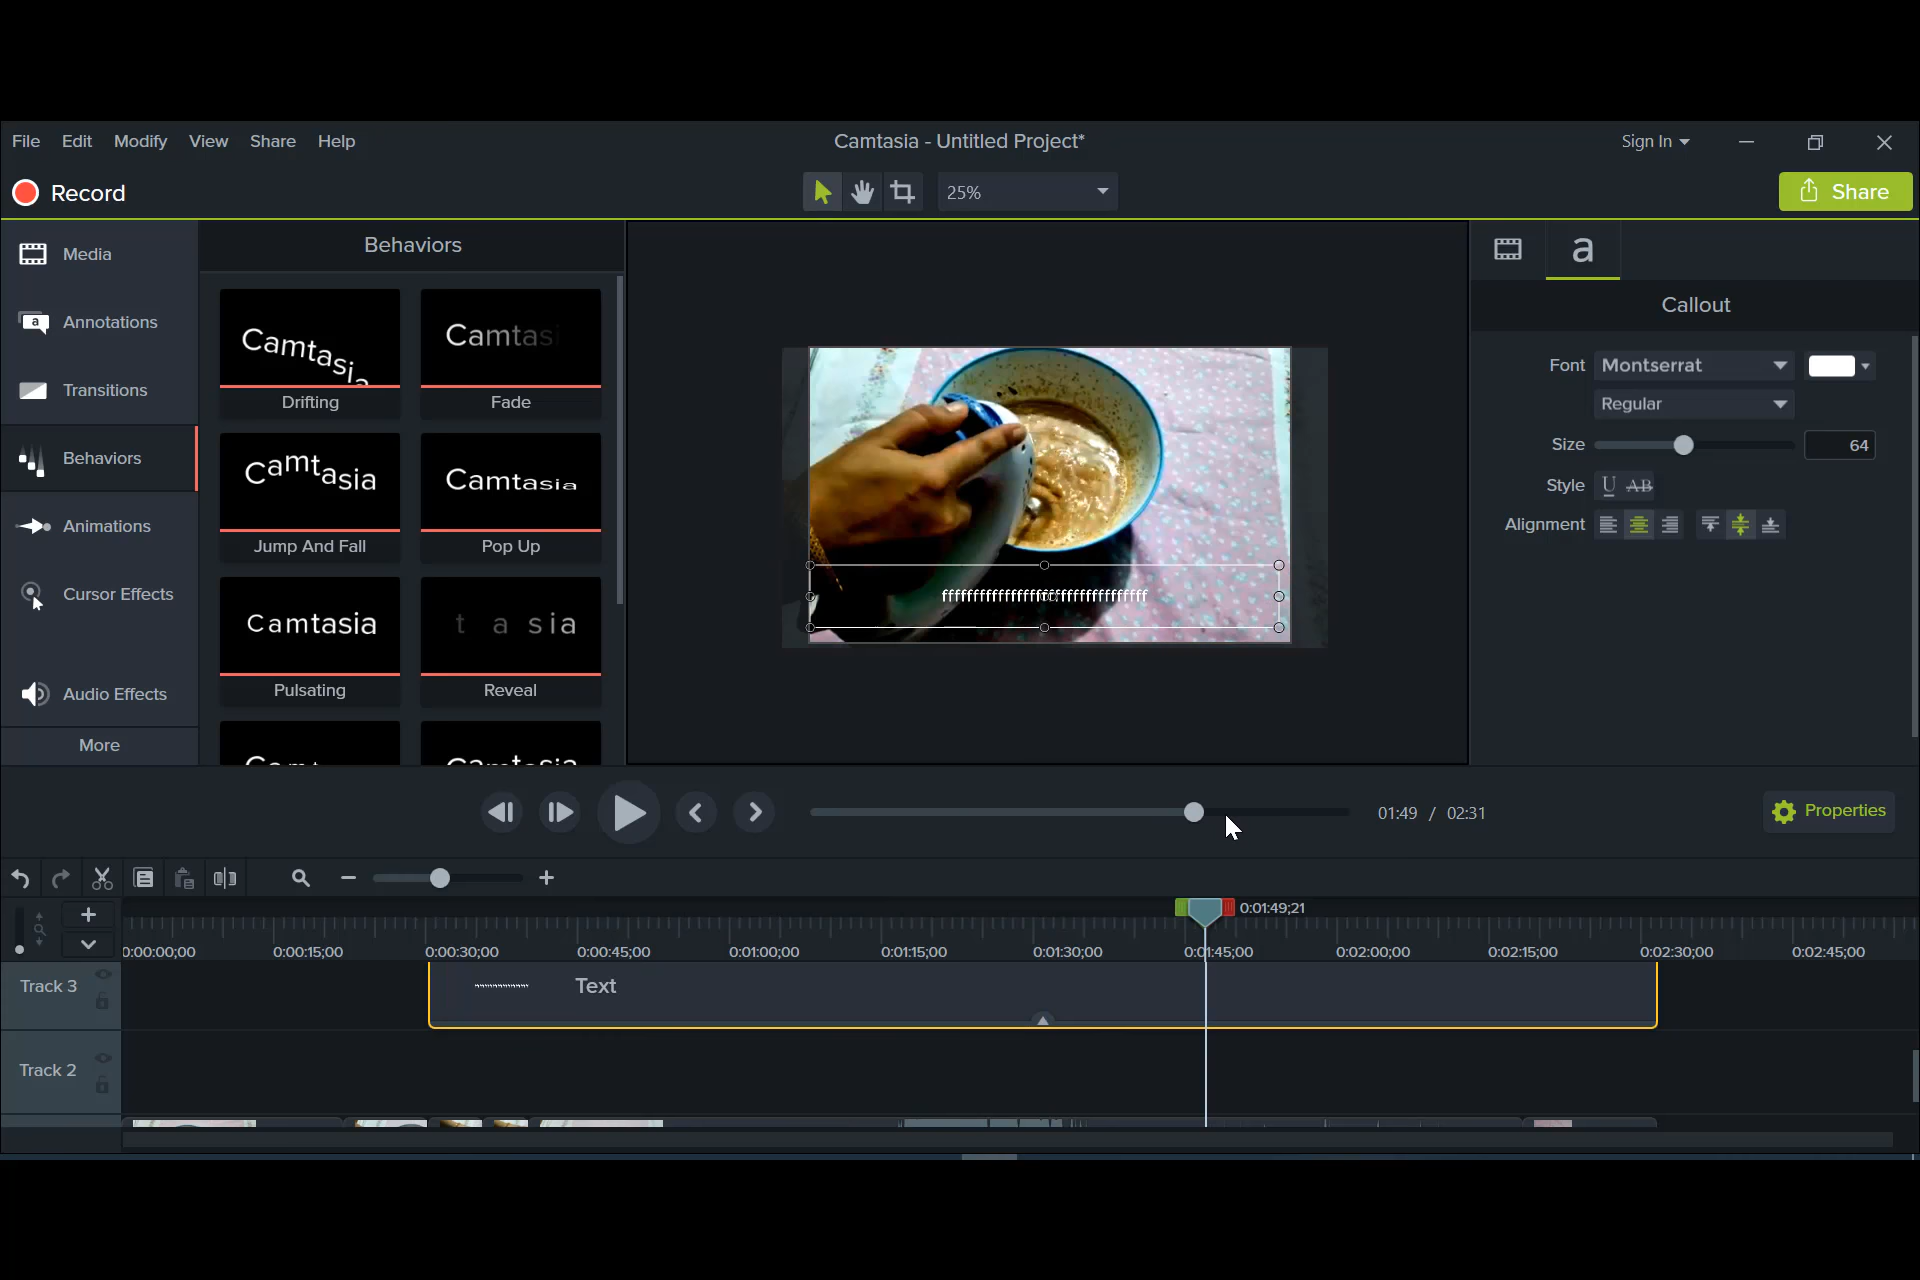 File Edit Modify View Share Help
Camtasia - Untitled Project*
Sign In
Record
25%
Share
Media
Annotations
Transitions
Behaviors
Animations
Cursor Effects
Audio Effects
More
Behaviors
Camtasia
Drifting
Camtasi
Fade
Camtasia
Jump And Fall
Camtasia
Pop Up
Camtasia
Pulsating
t a sia
Reveal
a
Callout
Font Montserrat
Regular
Size 64
Style U AB
Alignment
01:49 / 02:31
Properties
0:01:49;21
0:00:00;00 0:00:15;00 0:00:30;00 0:00:45;00 0:01:00;00 0:01:15;00 0:01:30;00 0:01:45;00 0:02:00;00 0:02:15;00 0:02:30;00 0:02:45;00
Track 3
Text
Track 2